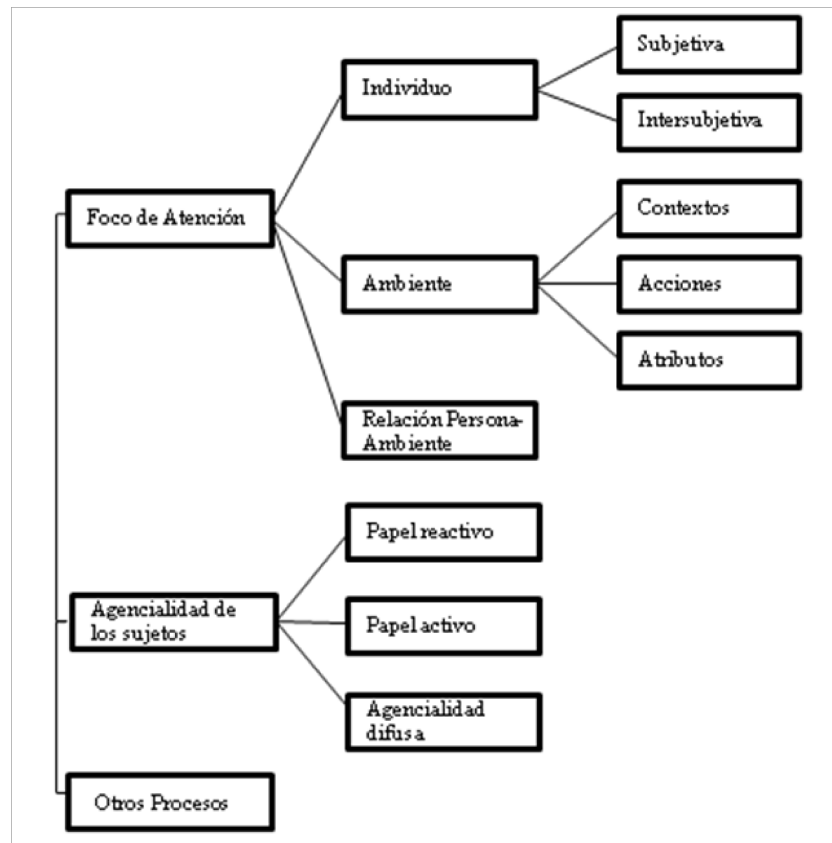 Subjetiva
Individuo
Intersubjetiva
Foco de Atención
Contextos
Ambiente
Acciones
Atributos
Relación Persona-
Ambiente
Papel reactivo
Agencialidad de
los sujetos
Papel activo
Agencialidad
difusa
Otros Procesos